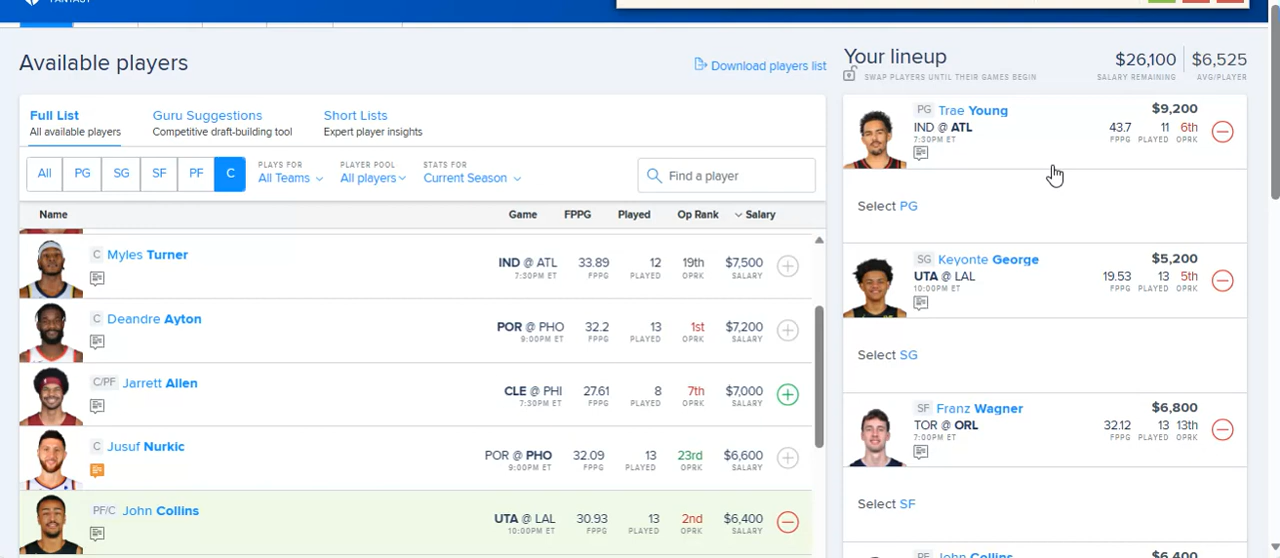 Available players
Download players list
Full List
All available players
Guru Suggestions
Competitive draft-building tool
Short Lists
Expert player insights
All PG SG SF PF C
PLAYS FOR
All Teams
PLAYER POOL
All players
STATS FOR
Current Season
Find a player
Name Game FPPG Played Op Rank Salary
C Myles Turner IND @ ATL 33.89 12 19th $7,500
7:30PM ET FPPG PLAYED OPRK SALARY
C Deandre Ayton POR @ PHO 32.2 13 1st $7,200
9:00PM ET FPPG PLAYED OPRK SALARY
C/PF Jarrett Allen CLE @ PHI 27.61 8 7th $7,000
7:30PM ET FPPG PLAYED OPRK SALARY
C Jusuf Nurkic POR @ PHO 32.09 13 23rd $6,600
9:00PM ET FPPG PLAYED OPRK SALARY
PF/C John Collins UTA @ LAL 30.93 13 2nd $6,400
10:00PM ET FPPG PLAYED OPRK SALARY
Your lineup
SWAP PLAYERS UNTIL THEIR GAMES BEGIN
$26,100 $6,525
SALARY REMAINING AVG/PLAYER
PG Trae Young $9,200
IND @ ATL 43.7 11 6th
7:30PM ET FPPG PLAYED OPRK
Select PG
SG Keyonte George $5,200
UTA @ LAL 19.53 13 5th
10:00PM ET FPPG PLAYED OPRK
Select SG
SF Franz Wagner $6,800
TOR @ ORL 32.12 13 13th
7:00PM ET FPPG PLAYED OPRK
Select SF
PF John Collins $6,400